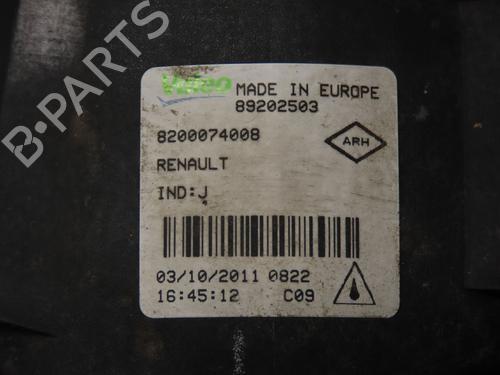 B-PARTS
Valeo MADE IN EUROPE
89202503
8200074008
ARH
RENAULT
IND:J
03/10/2011 0822
16:45:12 C09